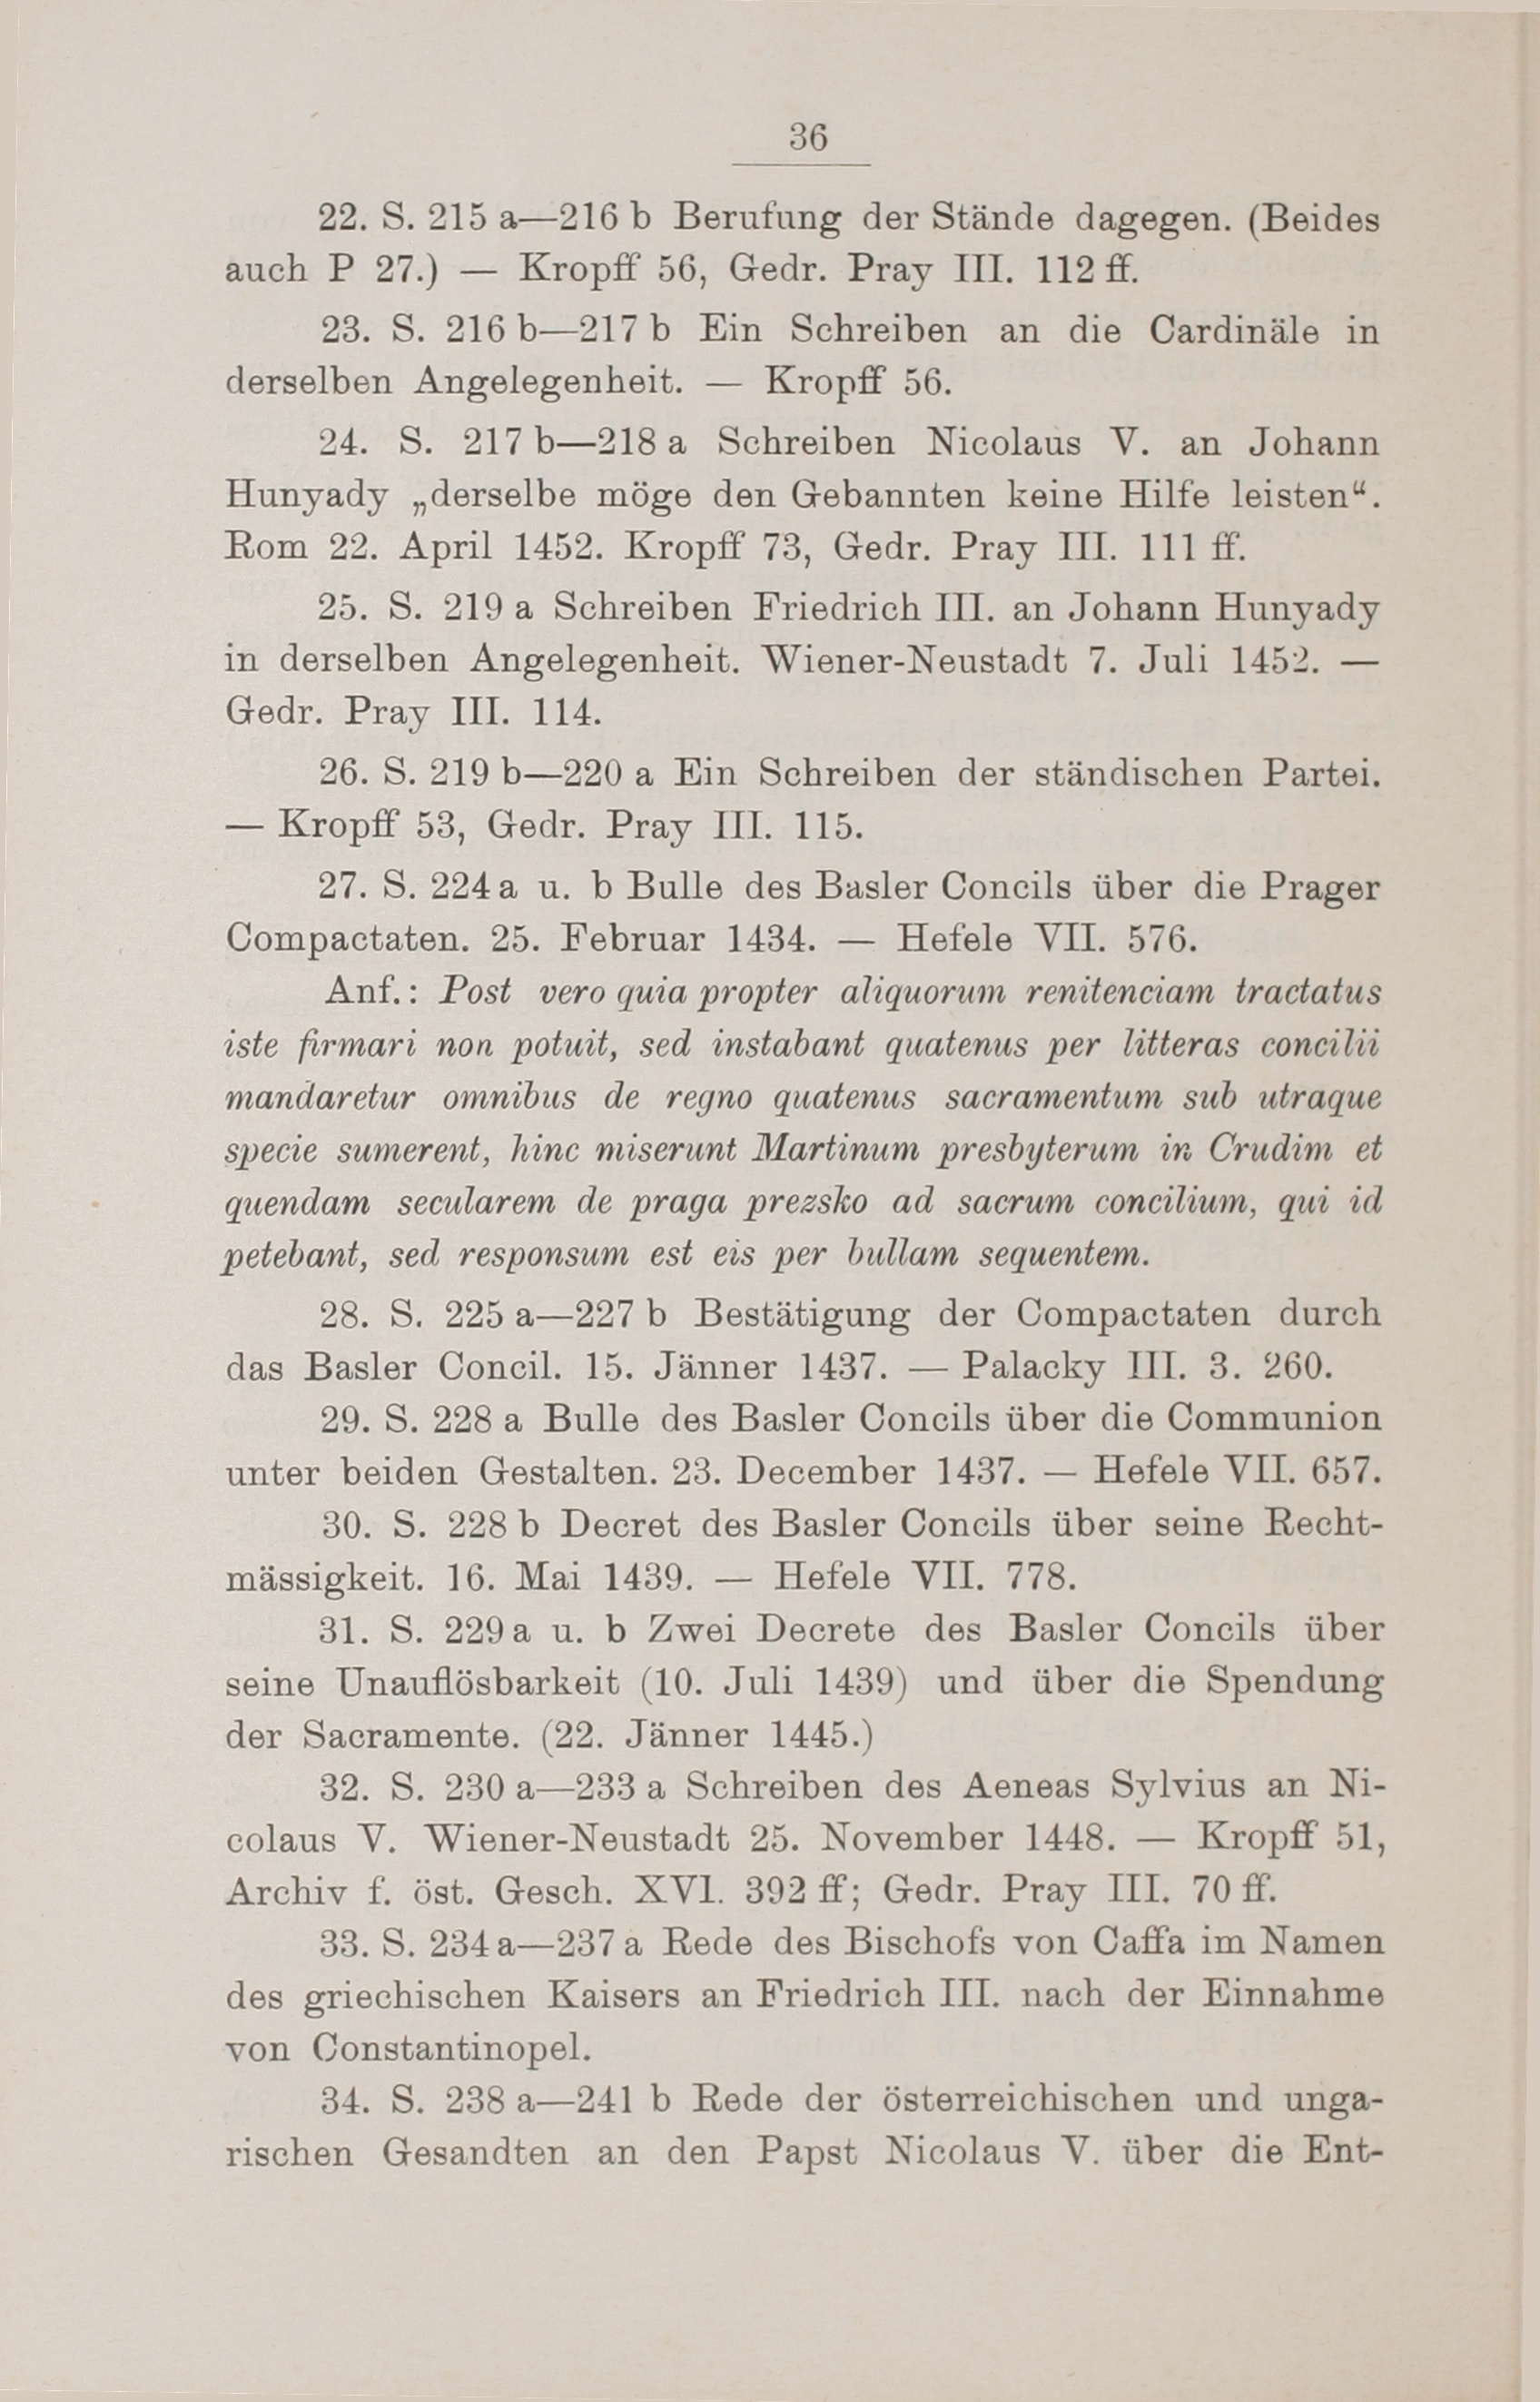 36
22. S. 215 a—216 b Berufung der Stände dagegen. (Beides
auch P 27.) — Kropff 56, Gedr. Pray III. 112 ff.
23. S. 216 b—217 b Ein Schreiben an die Cardinäle in
derselben Angelegenheit. — Kropff 56.
24. S. 217 b—218 a Schreiben Nicolaus V. an Johann
Hunyady „derselbe möge den Gebannten keine Hilfe leisten“.
Rom 22. April 1452. Kropff 73, Gedr. Pray III. 111 ff.
25. S. 219 a Schreiben Friedrich III. an Johann Hunyady
in derselben Angelegenheit. Wiener-Neustadt 7. Juli 1452. —
Gedr. Pray III. 114.
26. S. 219 b—220 a Ein Schreiben der ständischen Partei.
— Kropff 53, Gedr. Pray III. 115.
27. S. 224 a u. b Bulle des Basler Concils über die Prager
Compactaten. 25. Februar 1434. — Hefele VII. 576.
Anf.: Post vero quia propter aliquorum renitenciam tractatus
iste firmari non potuit, sed instabant quatenus per litteras concilii
mandaretur omnibus de regno quatenus sacramentum sub utraque
specie sumerent, hinc miserunt Martinum presbyterum in Crudim et
quendam secularem de praga prezsko ad sacrum concilium, qui id
petebant, sed responsum est eis per bullam sequentem.
28. S. 225 a—227 b Bestätigung der Compactaten durch
das Basler Concil. 15. Jänner 1437. — Palacky III. 3. 260.
29. S. 228 a Bulle des Basler Concils über die Communion
unter beiden Gestalten. 23. December 1437. — Hefele VII. 657.
30. S. 228 b Decret des Basler Concils über seine Recht-
mässigkeit. 16. Mai 1439. — Hefele VII. 778.
31. S. 229 a u. b Zwei Decrete des Basler Concils über
seine Unauflösbarkeit (10. Juli 1439) und über die Spendung
der Sacramente. (22. Jänner 1445.)
32. S. 230 a—233 a Schreiben des Aeneas Sylvius an Ni-
colaus V. Wiener-Neustadt 25. November 1448. — Kropff 51,
Archiv f. öst. Gesch. XVI. 392 ff; Gedr. Pray III. 70 ff.
33. S. 234 a—237 a Rede des Bischofs von Caffa im Namen
des griechischen Kaisers an Friedrich III. nach der Einnahme
von Constantinopel.
34. S. 238 a—241 b Rede der österreichischen und unga-
rischen Gesandten an den Papst Nicolaus V. über die Ent-